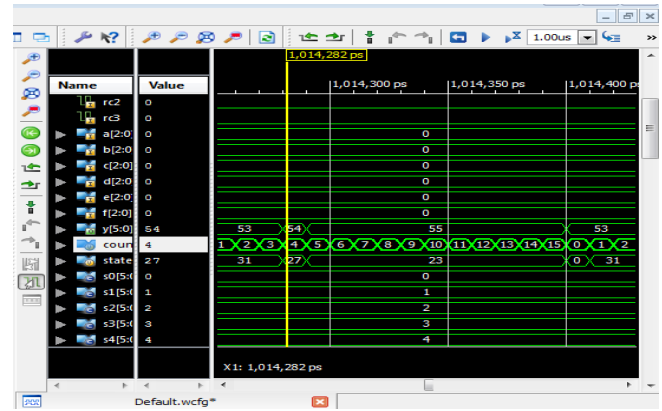 1.00us
»
1,014,282 ps
Name Value
1,014,300 ps 1,014,350 ps 1,014,400 p
rc2 0
rc3 0
a[2:0] 0 0
b[2:0 0 0
c[2:0] 0 0
d[2:0 0 0
e[2:0] 0 0
f[2:0] 0 0
y[5:0] 54 53 54 55 53
coun 4 1 2 3 4 5 6 7 8 9 10 11 12 13 14 15 0 1 2
state 27 31 27 23 0 31
s0[5:0 0 0
s1[5:( 1 1
s2[5:( 2 2
s3[5:( 3 3
s4[5:( 4 4
X1: 1,014,282 ps
Default.wcfg*